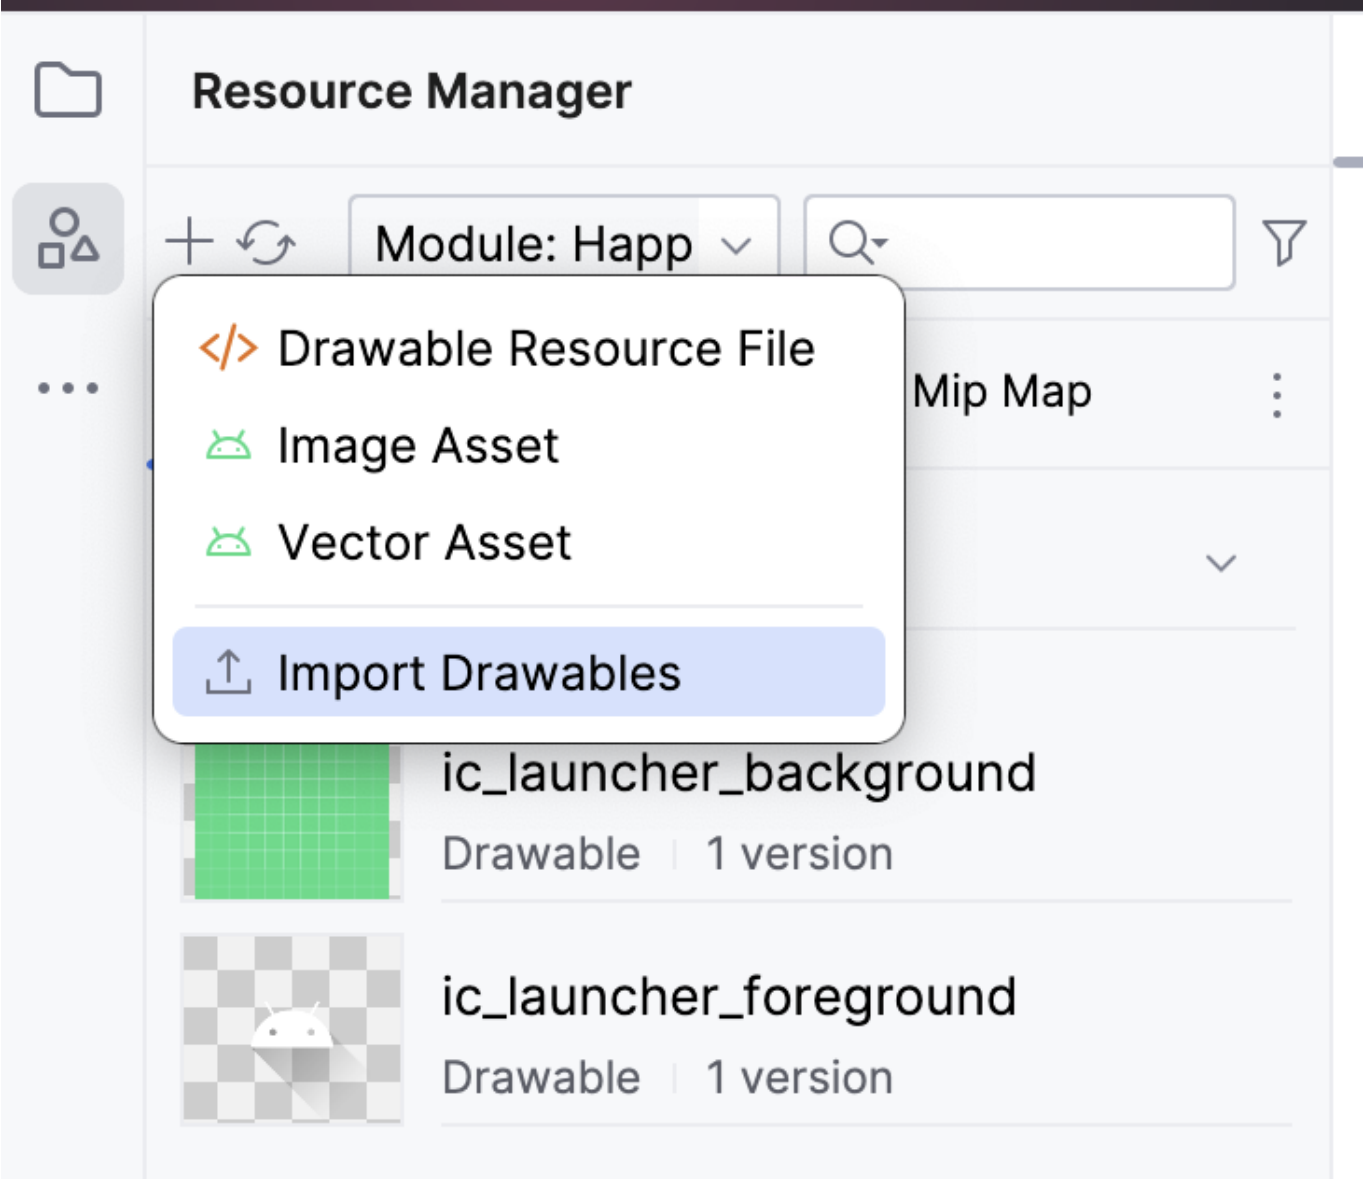 Resource Manager
Module: Happ
Drawable Resource File
Image Asset
Mip Map
Vector Asset
Import Drawables
ic_launcher_background
Drawable | 1 version
ic_launcher_foreground
Drawable | 1 version